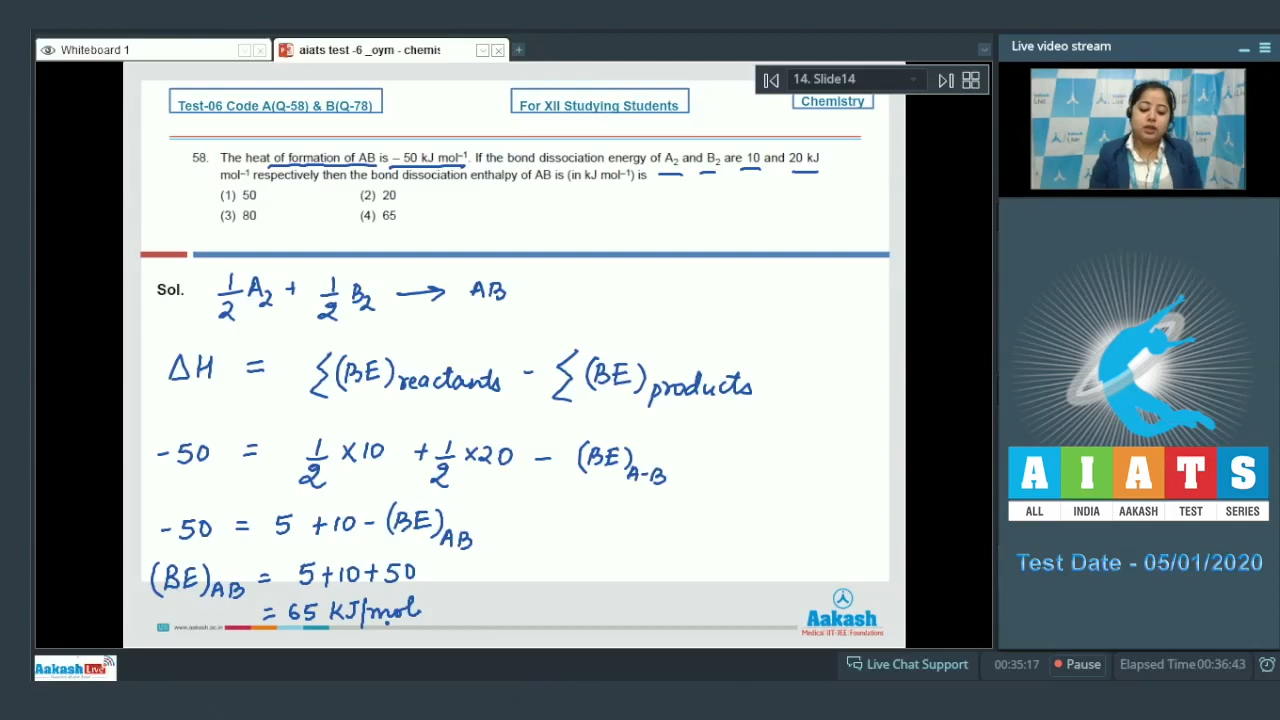 Whiteboard 1
aiats test -6 _oym - chemis
Live video stream
14. Slide14
Test-06 Code A(Q-58) & B(Q-78)
For XII Studying Students
Chemistry
58. The heat of formation of AB is – 50 kJ mol⁻¹. If the bond dissociation energy of A₂ and B₂ are 10 and 20 kJ
mol⁻¹ respectively then the bond dissociation enthalpy of AB is (in kJ mol⁻¹) is
(1) 50 (2) 20
(3) 80 (4) 65
Sol. 1/2 A₂ + 1/2 B₂ → AB
ΔH = Σ(BE)reactants - Σ(BE)products
-50 = 1/2 × 10 + 1/2 × 20 - (BE)A-B
-50 = 5 + 10 - (BE)AB
(BE)AB = 5+10+50
= 65 KJ/mol
www.aakash.ac.in
Aakash
Medical|IIT-JEE|Foundations
A I A T S
ALL INDIA AAKASH TEST SERIES
Test Date - 05/01/2020
Aakash Live
Live Chat Support
00:35:17
Pause
Elapsed Time 00:36:43